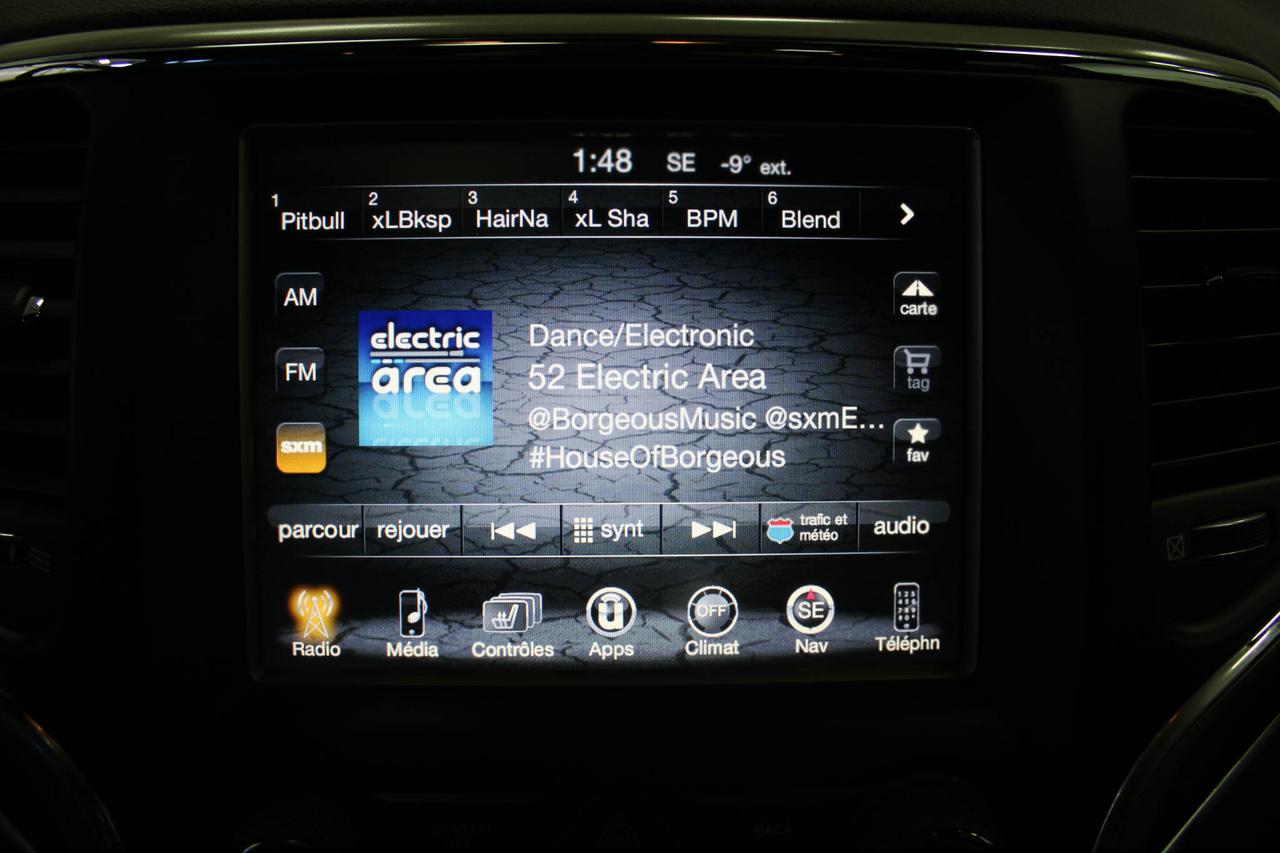 1:48 SE -9° ext.
1 Pitbull 2 xLBksp 3 HairNa 4 xL Sha 5 BPM 6 Blend
AM
FM
sxm
electric
area
Dance/Electronic
52 Electric Area
@BorgeousMusic @sxmE...
#HouseOfBorgeous
carte
tag
fav
parcour rejouer synt trafic et
météo audio
OFF SE
Radio Média Contrôles Apps Climat Nav Téléphn
SCREEN BACK